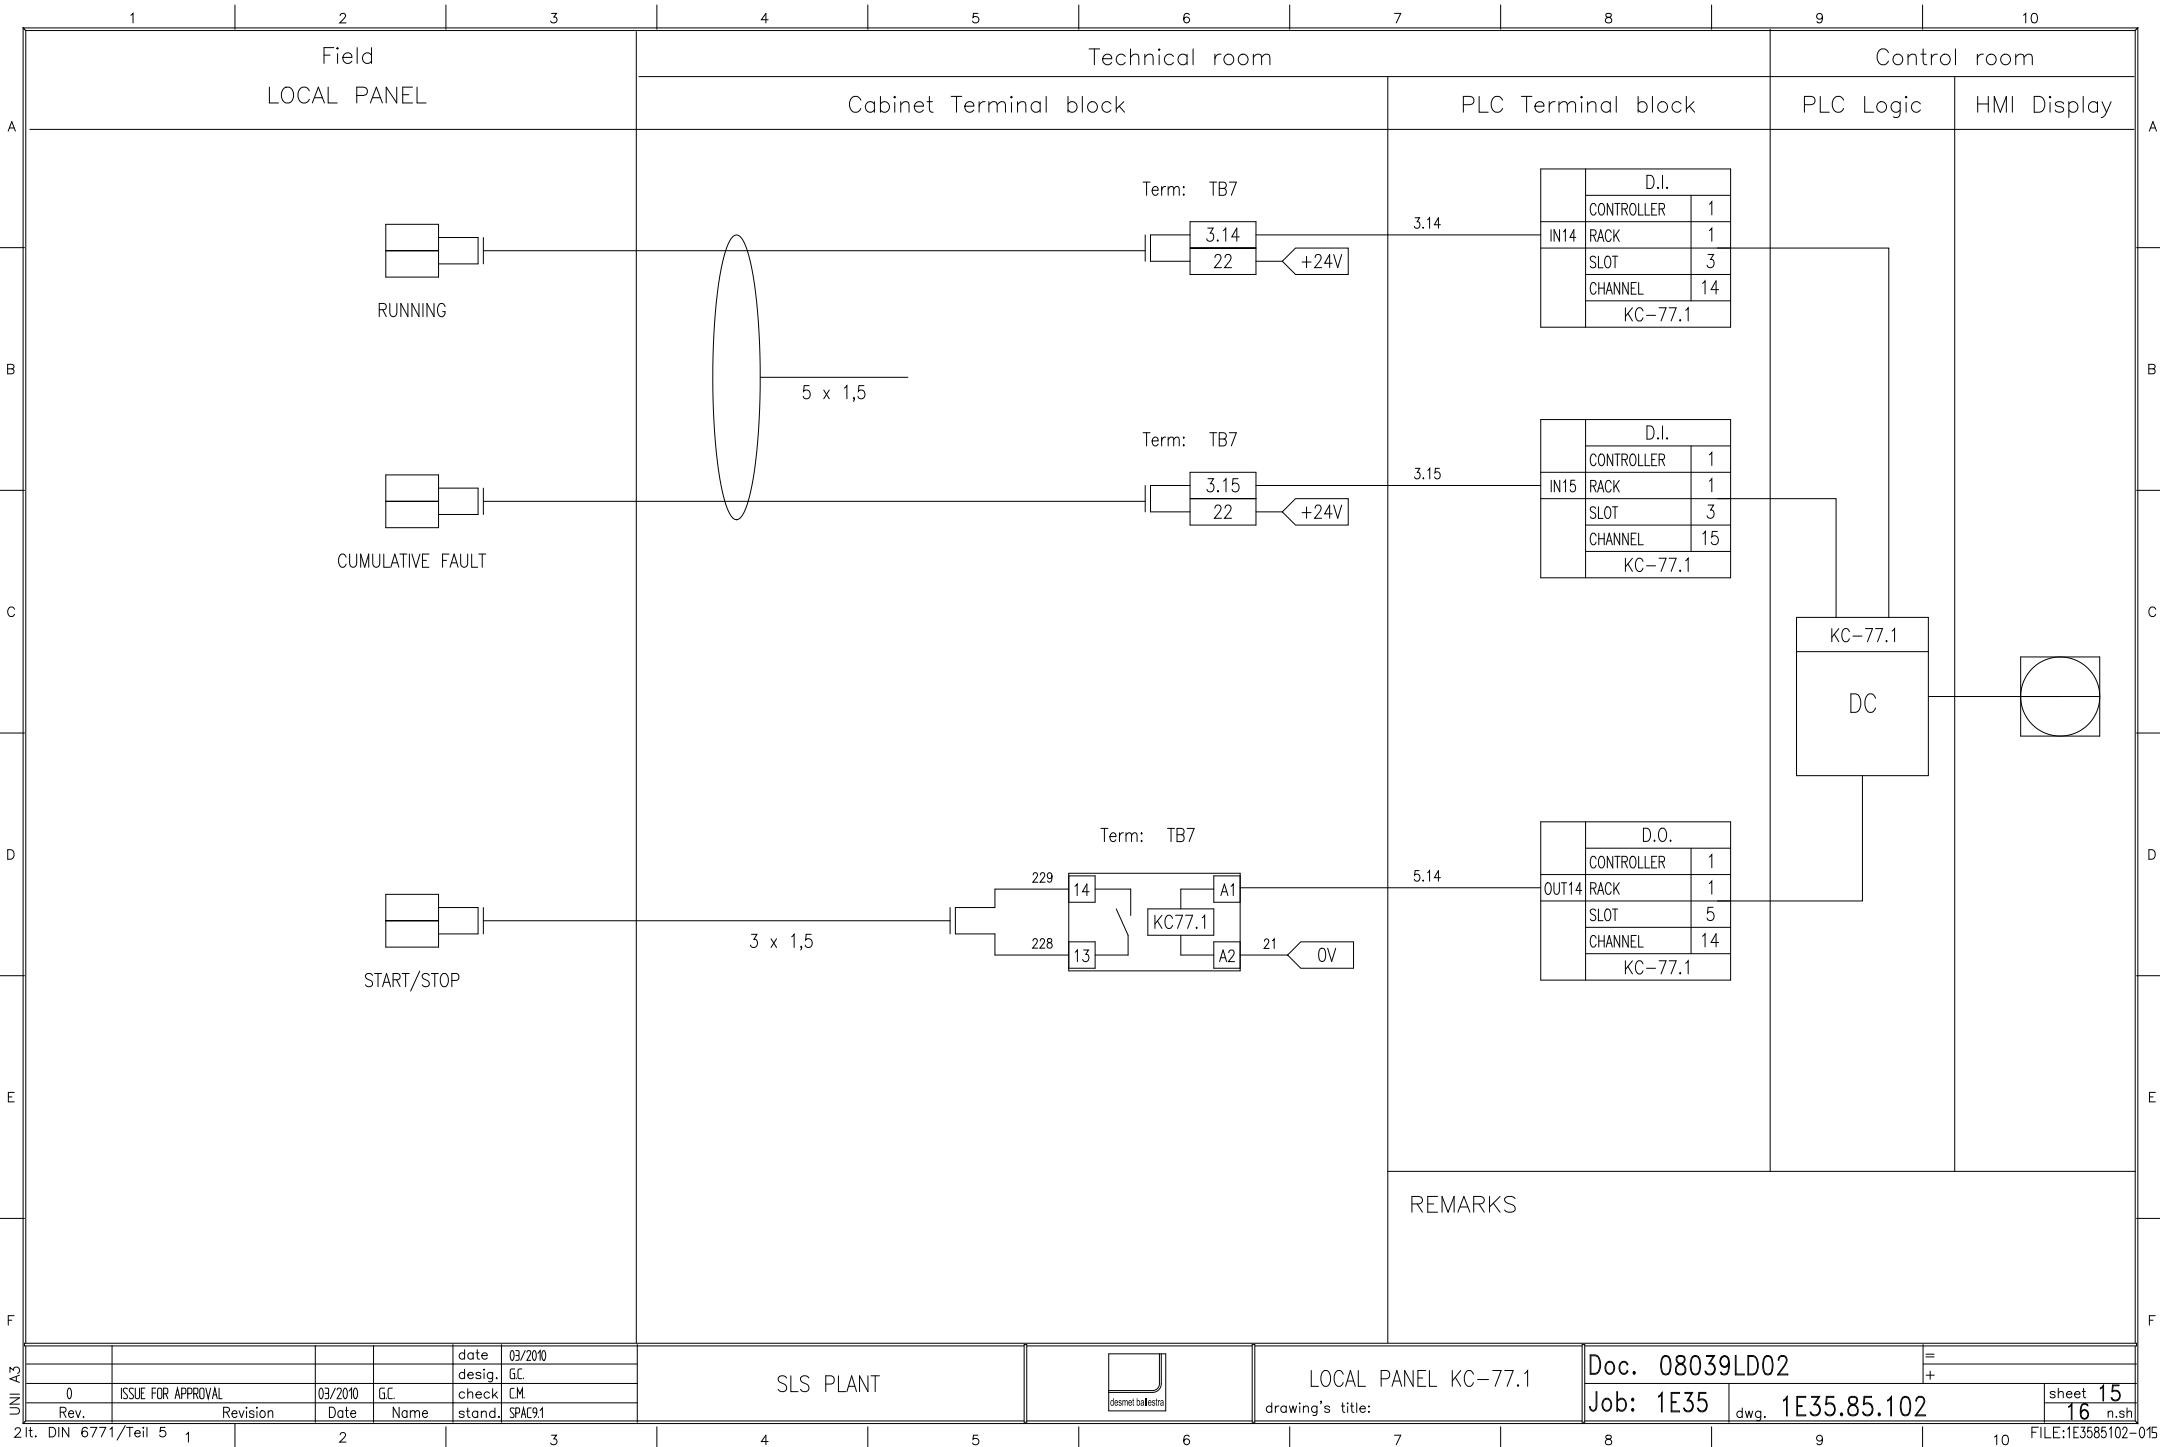 1 2 3 4 5 6 7 8 9 10
Field
LOCAL PANEL
Technical room
Control room
Cabinet Terminal block
PLC Terminal block
PLC Logic
HMI Display
A A
Term: TB7
3.14
22
+24V
3.14
D.I.
CONTROLLER 1
IN14 RACK 1
SLOT 3
CHANNEL 14
KC-77.1
RUNNING
B B
5 x 1,5
Term: TB7
3.15
22
+24V
3.15
D.I.
CONTROLLER 1
IN15 RACK 1
SLOT 3
CHANNEL 15
KC-77.1
CUMULATIVE FAULT
C C
KC-77.1
DC
Term: TB7
D D
229
14
A1
KC77.1
228
13
A2
21
0V
5.14
D.O.
CONTROLLER 1
OUT14 RACK 1
SLOT 5
CHANNEL 14
KC-77.1
3 x 1,5
START/STOP
E E
REMARKS
F F
UNI A3
date 03/2010
desig. G.C.
0 ISSUE FOR APPROVAL 03/2010 G.C. check C.M.
Rev. Revision Date Name stand. SPAC9.1
SLS PLANT
desmet ballestra
LOCAL PANEL KC-77.1
drawing's title:
Doc. 08039LD02
=
+
Job: 1E35
dwg. 1E35.85.102
sheet 15
16 n.sh
2lt. DIN 6771/Teil 5
1 2 3 4 5 6 7 8 9 10
FILE:1E3585102-015